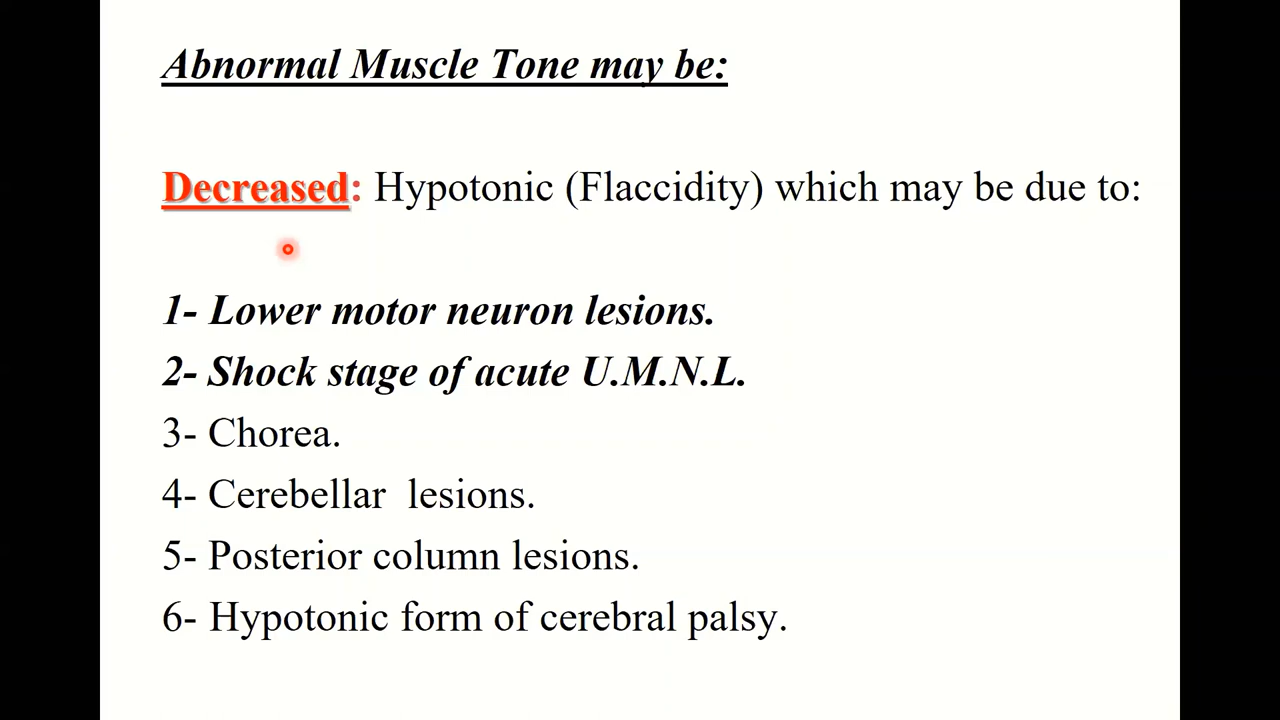 Abnormal Muscle Tone may be:
Decreased: Hypotonic (Flaccidity) which may be due to:
1- Lower motor neuron lesions.
2- Shock stage of acute U.M.N.L.
3- Chorea.
4- Cerebellar lesions.
5- Posterior column lesions.
6- Hypotonic form of cerebral palsy.